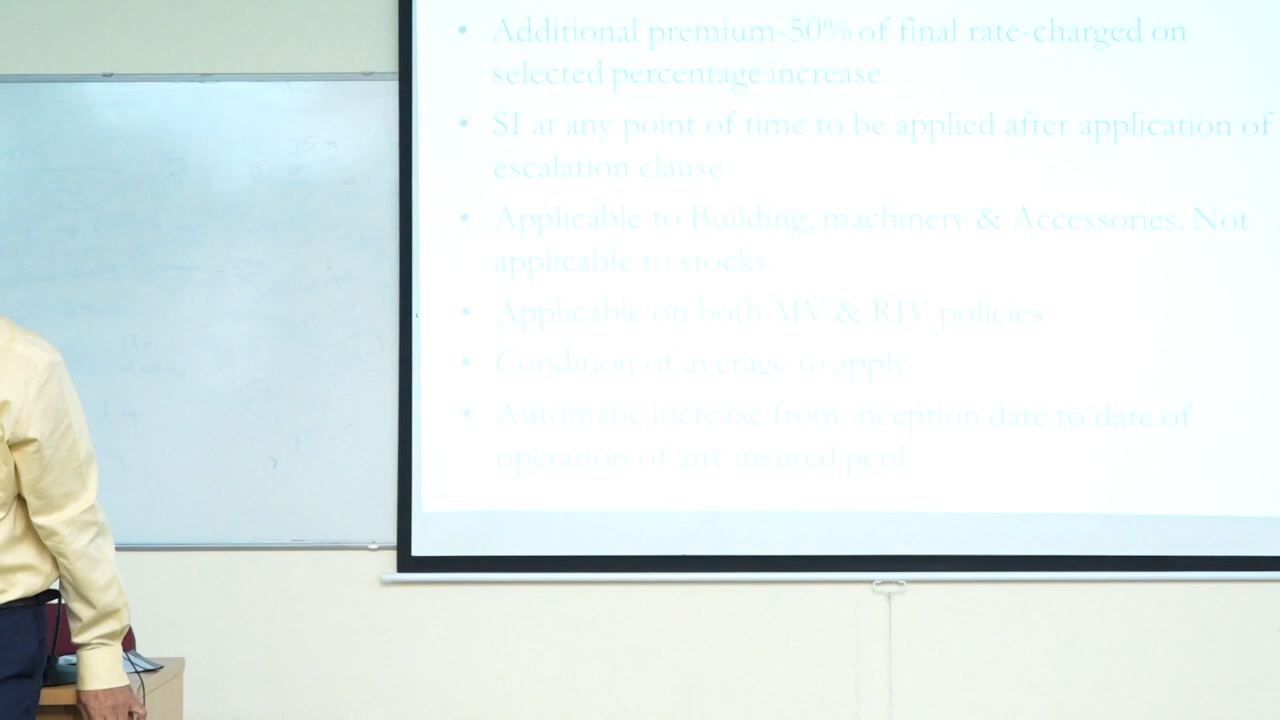 • Additional premium-50% of final rate-charged on
selected percentage increase
• SI at any point of time to be applied after application of
escalation clause
• Applicable to Building, machinery & Accessories. Not
applicable to stocks
• Applicable on both MV & RIV policies
• Condition of average to apply
• Automatic increase from inception date to date of
operation of any insured peril.